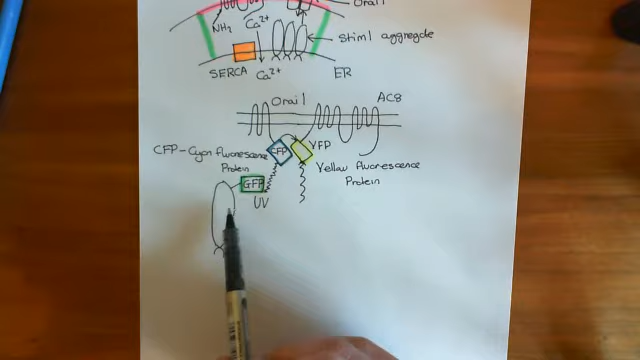 Orai1
NH₂
Ca²⁺
Stim1 aggregate
SERCA
Ca²⁺
ER
Orai1
AC8
CFP-Cyan fluorescence
Protein
CFP
YFP
Yellow fluorescence
Protein
GFP
UV